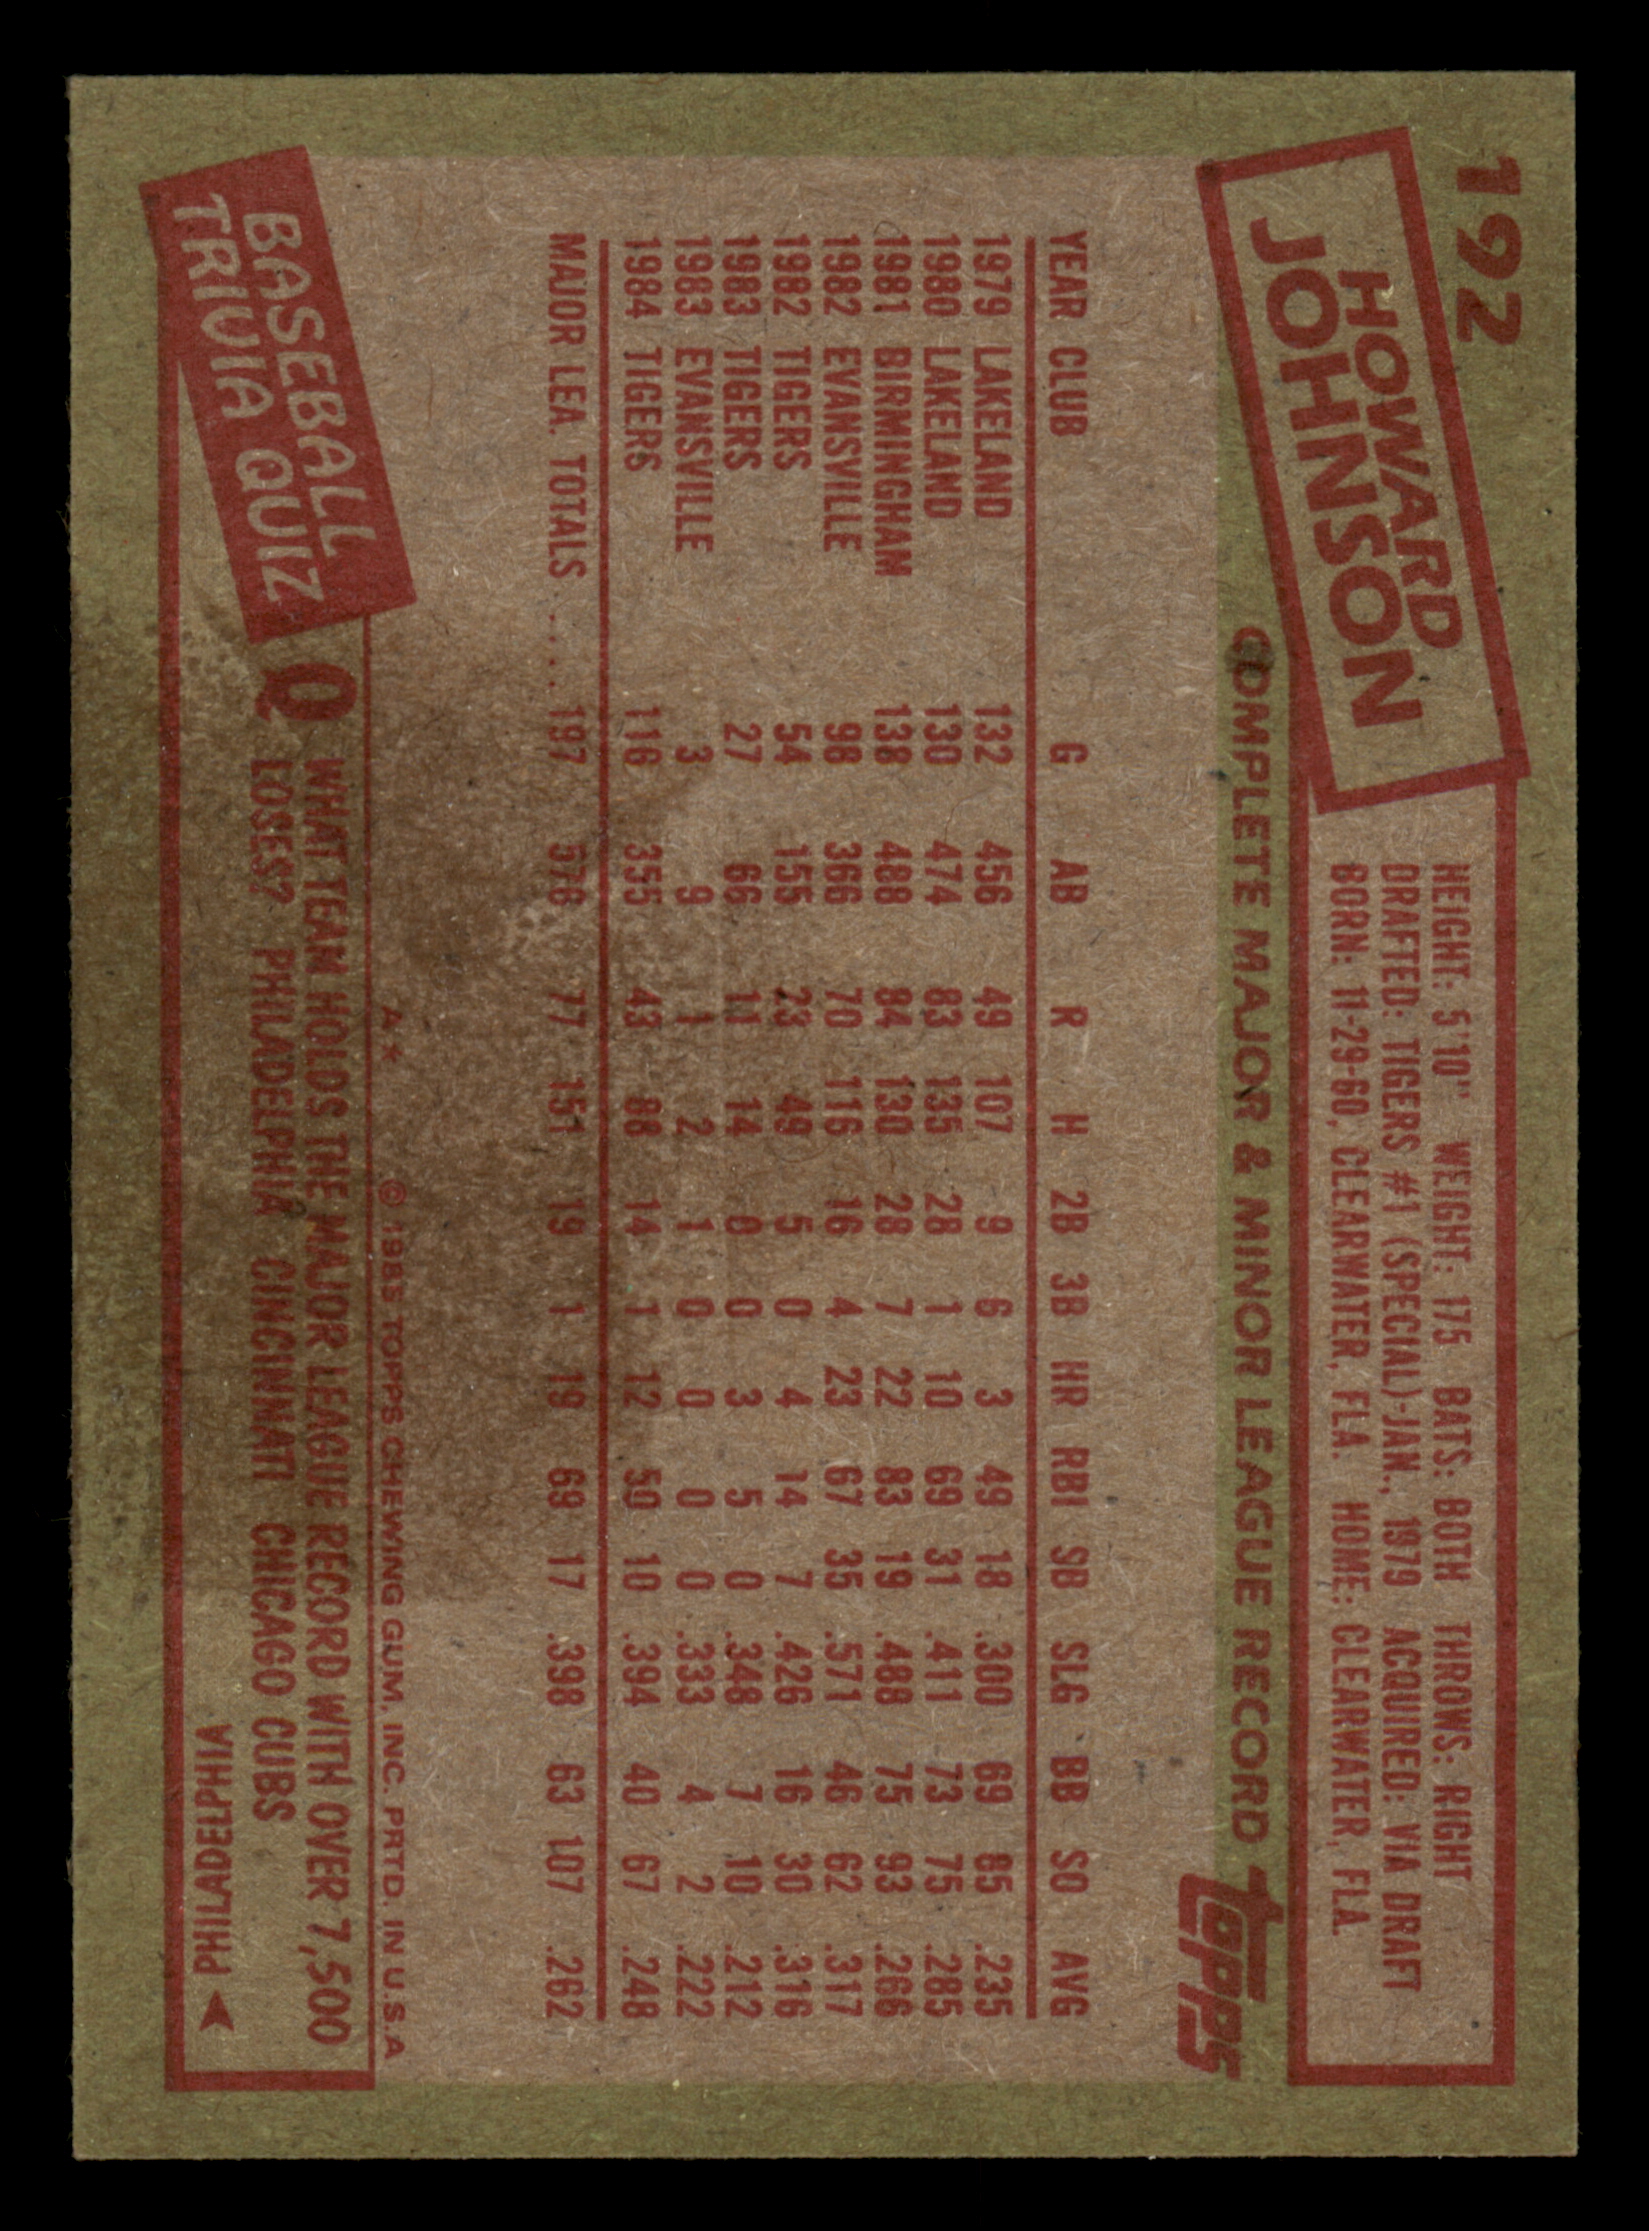 192
HOWARD
JOHNSON
HEIGHT: 5'10" WEIGHT: 175 BATS: BOTH THROWS: RIGHT
DRAFTED: TIGERS #1 (SPECIAL)-JAN., 1979 ACQUIRED: VIA DRAFT
BORN: 11-29-60, CLEARWATER, FLA. HOME: CLEARWATER, FLA.
COMPLETE MAJOR & MINOR LEAGUE RECORD topps
YEAR CLUB G AB R H 2B 3B HR RBI SB SLG BB SO AVG
1979 LAKELAND 132 456 49 107 9 6 3 49 18 .300 69 85 .235
1980 LAKELAND 130 474 83 135 28 1 10 69 31 .411 73 75 .285
1981 BIRMINGHAM 138 488 84 130 28 7 22 83 19 .488 75 93 .266
1982 EVANSVILLE 98 366 70 116 16 4 23 67 35 .571 46 62 .317
1982 TIGERS 54 155 23 49 5 0 4 14 7 .426 16 30 .316
1983 TIGERS 27 66 11 14 0 0 3 5 0 .348 7 10 .212
1983 EVANSVILLE 3 9 1 2 1 0 0 0 0 .333 4 2 .222
1984 TIGERS 116 355 43 88 14 1 12 50 10 .394 40 67 .248
MAJOR LEA. TOTALS ..... 197 576 77 151 19 1 19 69 17 .398 63 107 .262
A* © 1985 TOPPS CHEWING GUM, INC. PRTD. IN U.S.A
BASEBALL
TRIVIA QUIZ
Q WHAT TEAM HOLDS THE MAJOR LEAGUE RECORD WITH OVER 7,500
LOSES? PHILADELPHIA CINCINNATI CHICAGO CUBS
PHILADELPHIA